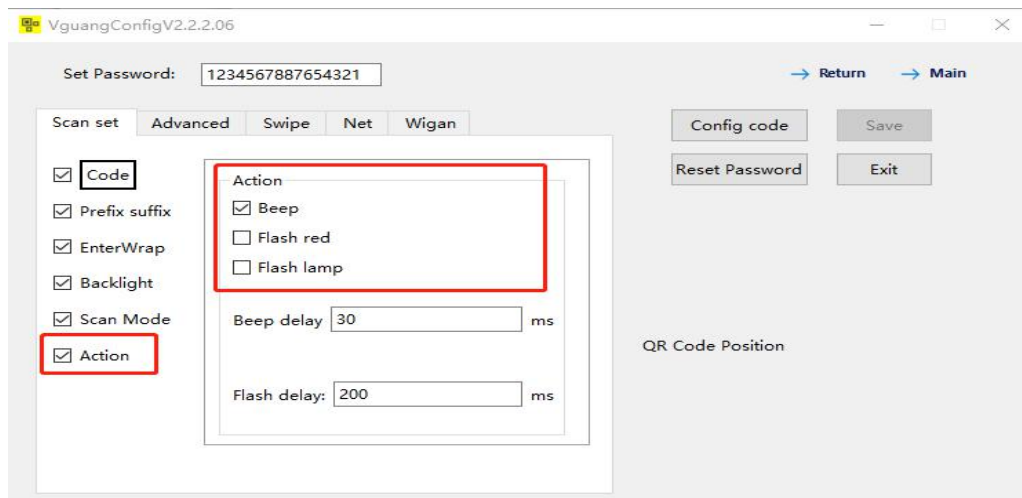 VguangConfigV2.2.2.06
Set Password: 1234567887654321
Return Main
Scan set Advanced Swipe Net Wigan
Config code Save
Reset Password Exit
Code
Prefix suffix
EnterWrap
Backlight
Scan Mode
Action
Action
Beep
Flash red
Flash lamp
Beep delay 30 ms
Flash delay: 200 ms
QR Code Position